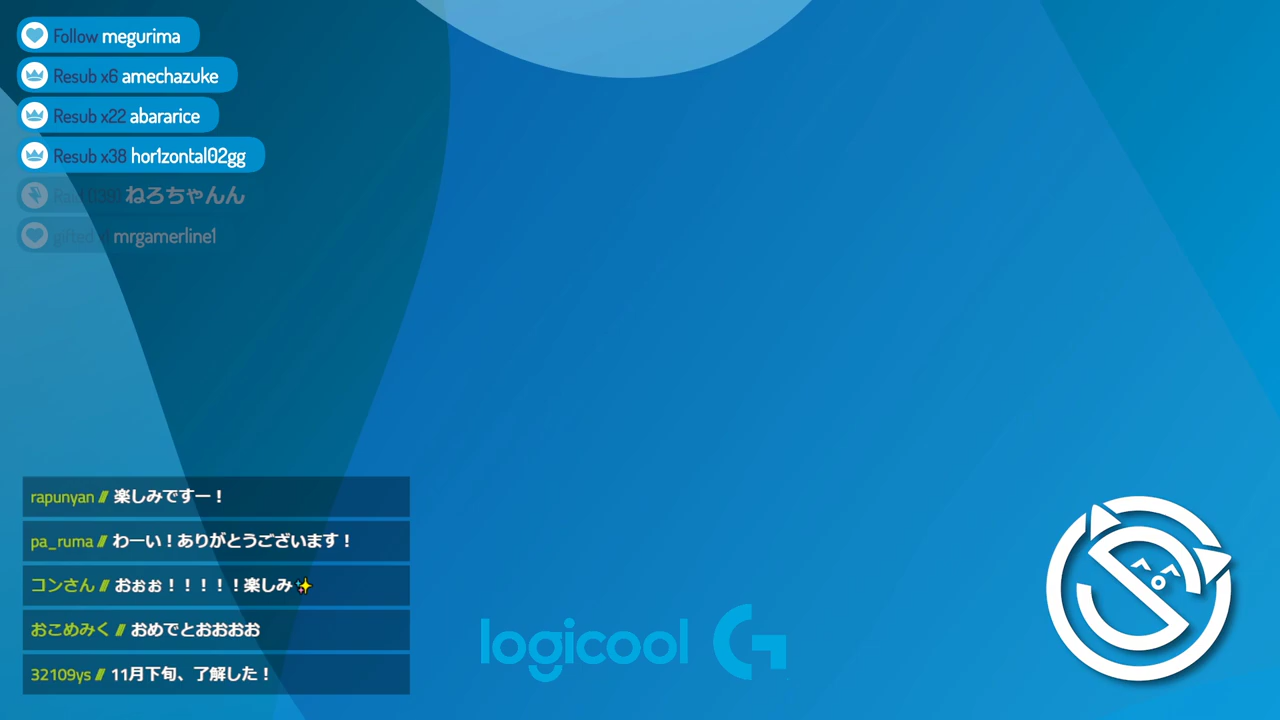 Follow megurima
Resub x6 amechazuke
Resub x22 abararice
Resub x38 hor1zontal02gg
ねろちゃんん
gifted mrgamerline1
rapunyan // 楽しみですー！
pa_ruma // わーい！ありがとうございます！
コンさん // おぉぉ！！！！！楽しみ✨
おこめみく // おめでとおおおお
32109ys // 11月下旬、了解した！
logicool G